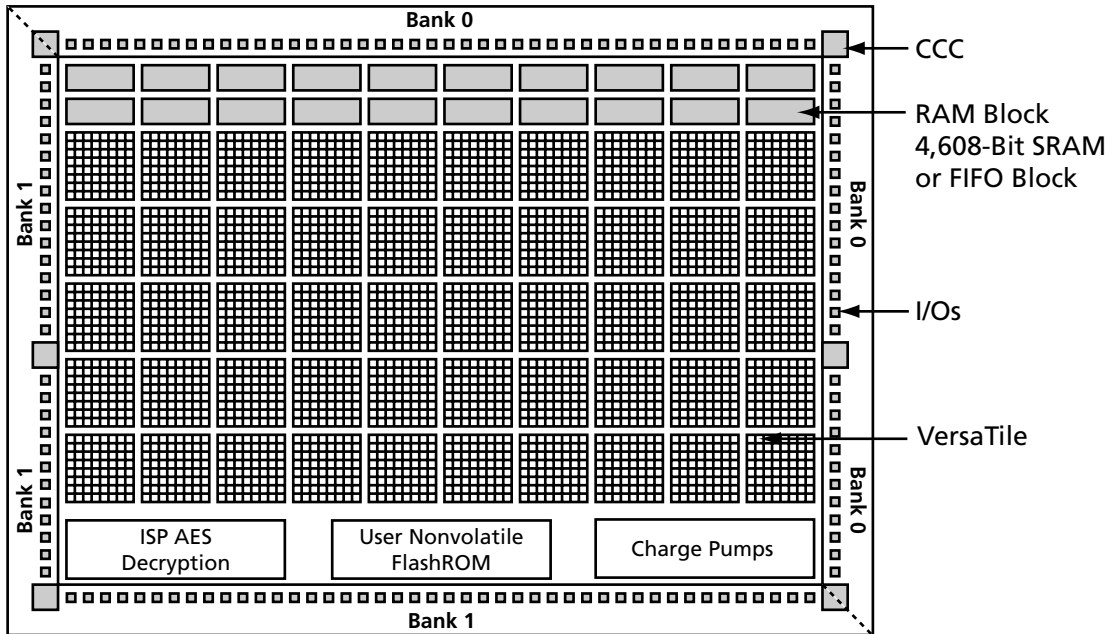 Bank 0
CCC
RAM Block
4,608-Bit SRAM
or FIFO Block
Bank 1
Bank 0
I/Os
VersaTile
Bank 1
Bank 0
ISP AES
Decryption
User Nonvolatile
FlashROM
Charge Pumps
Bank 1